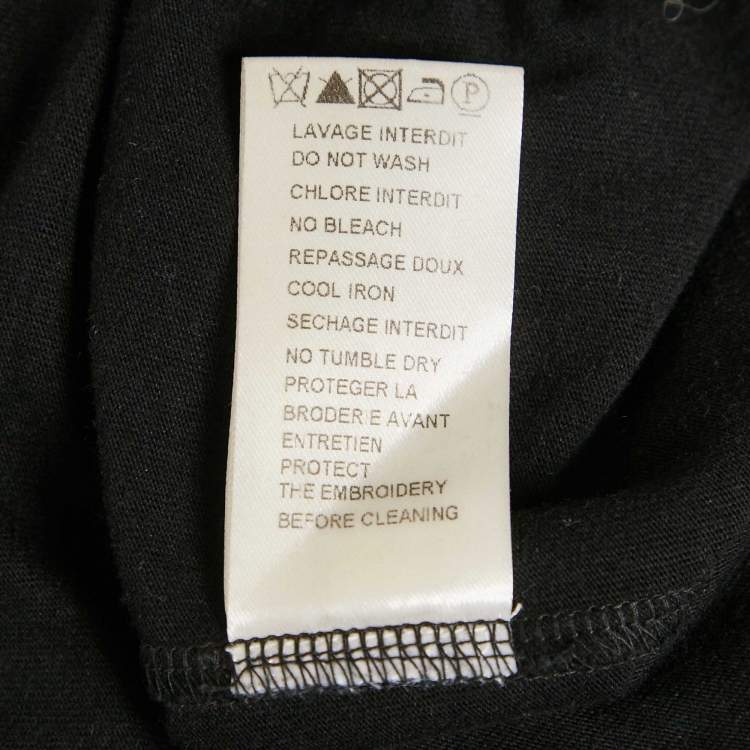 P
LAVAGE INTERDIT
DO NOT WASH
CHLORE INTERDIT
NO BLEACH
REPASSAGE DOUX
COOL IRON
SECHAGE INTERDIT
NO TUMBLE DRY
PROTEGER LA
BRODERIE AVANT
ENTRETIEN
PROTECT
THE EMBROIDERY
BEFORE CLEANING